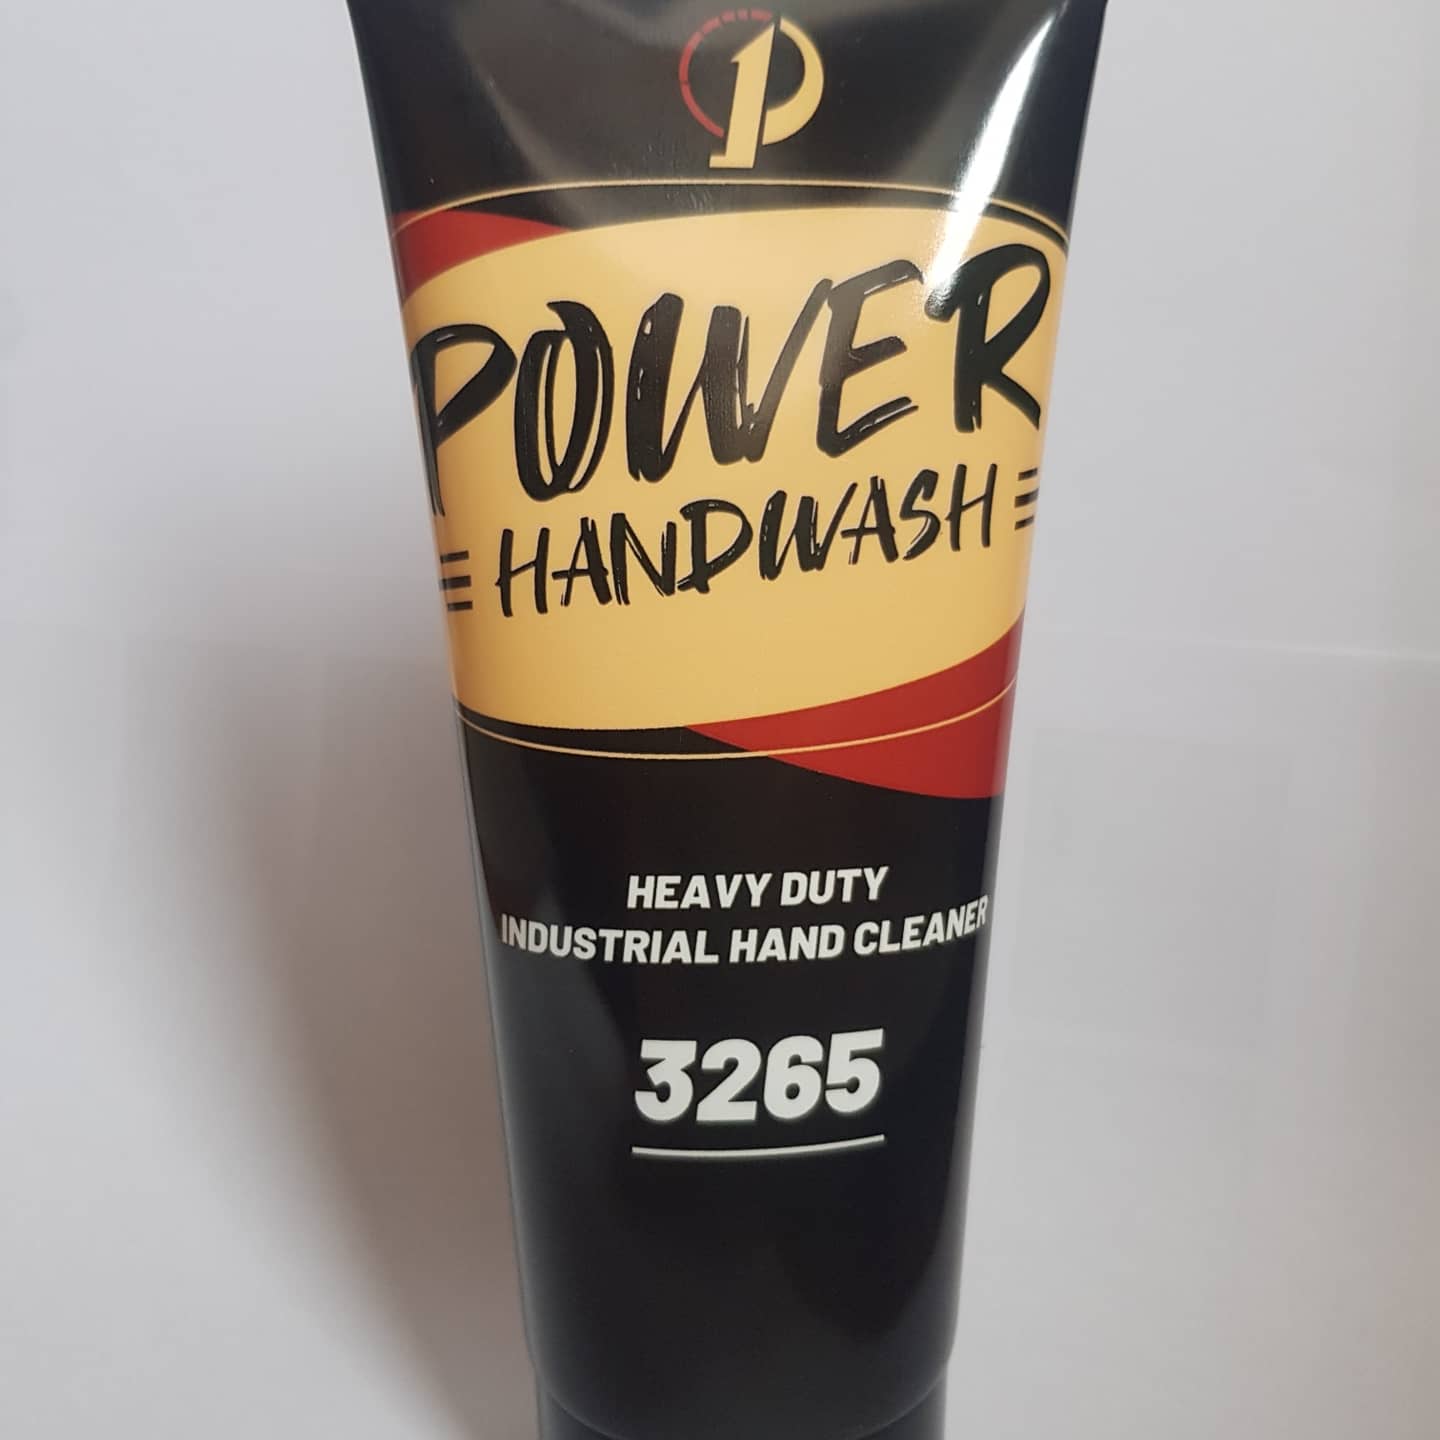 POWER
HANDWASH
HEAVY DUTY
INDUSTRIAL HAND CLEANER
3265